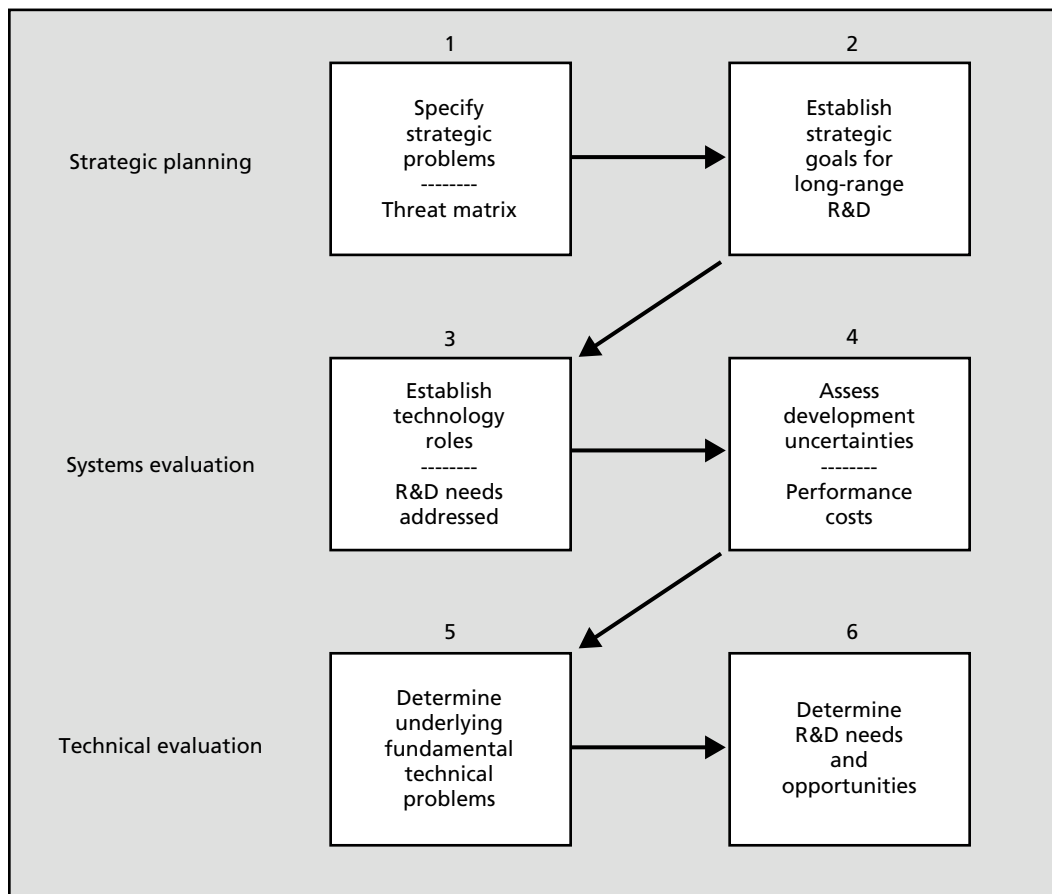 1
2
Strategic planning
Specify
strategic
problems
--------
Threat matrix
Establish
strategic
goals for
long-range
R&D
3
4
Systems evaluation
Establish
technology
roles
--------
R&D needs
addressed
Assess
development
uncertainties
--------
Performance
costs
5
6
Technical evaluation
Determine
underlying
fundamental
technical
problems
Determine
R&D needs
and
opportunities